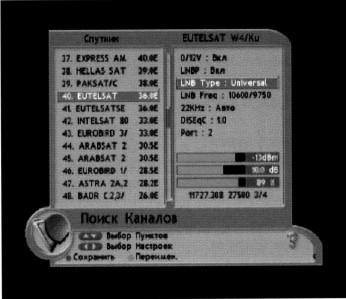 Спутник
EUTELSAT W4/Ku
37. EXPRESS AM. 40.0E
38. HELLAS SAT 39.0E
39. PAKSAT/C 38.0E
40. EUTELSAT 36.0E
41. EUTELSATSE 36.0E
42. INTELSAT 80 33.0E
43. EUROBIRD 3/ 33.0E
44. ARABSAT 2 30.5E
45. ARABSAT 2 30.5E
46. EUROBIRD 1/ 28.5E
47. ASTRA 2A,2 28.2E
48. BADR C,2,3/ 26.0E
0/12V : Вкл
LNBP : Вкл
LNB Type : Universal
LNB Freq : 10600/9750
22KHz : Авто
DISEqC : 1.0
Port : 2
-13dBm
10.0 dB
89 %
11727.308 27500 3/4
Поиск Каналов
Выбор Пунктов
Выбор Настроек
Сохранить Переимен.